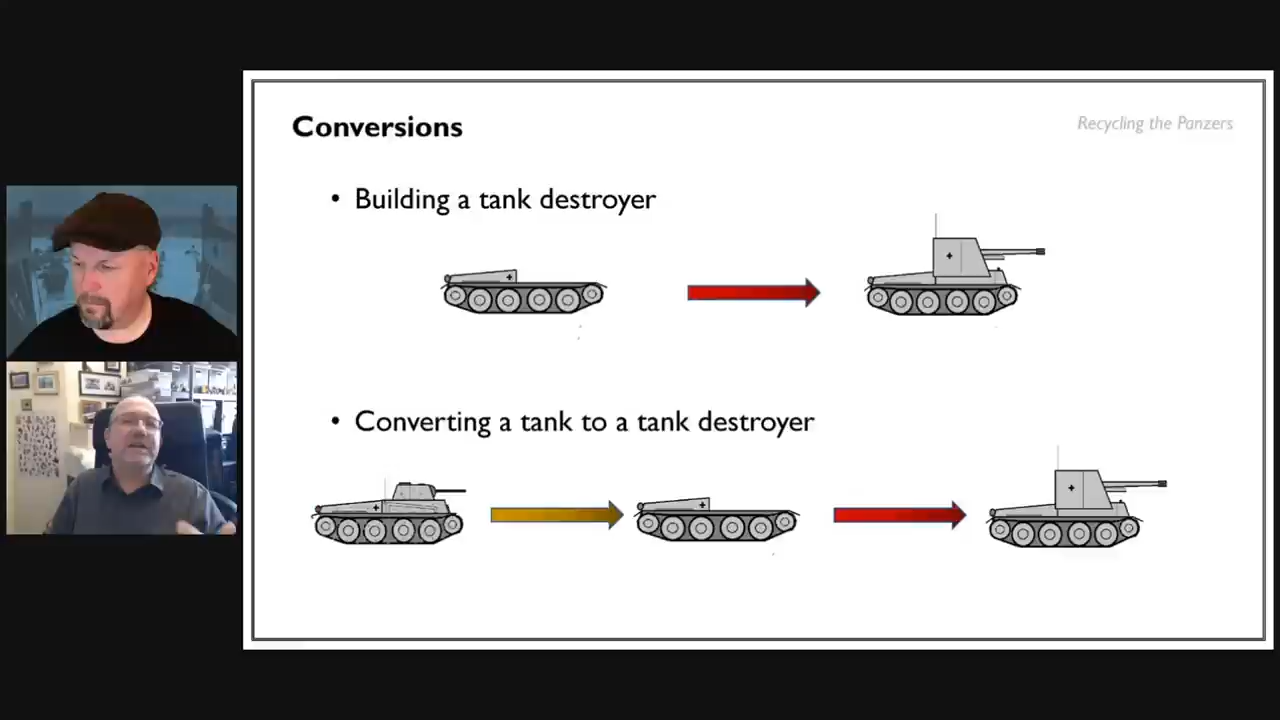 Conversions
Recycling the Panzers
• Building a tank destroyer
• Converting a tank to a tank destroyer